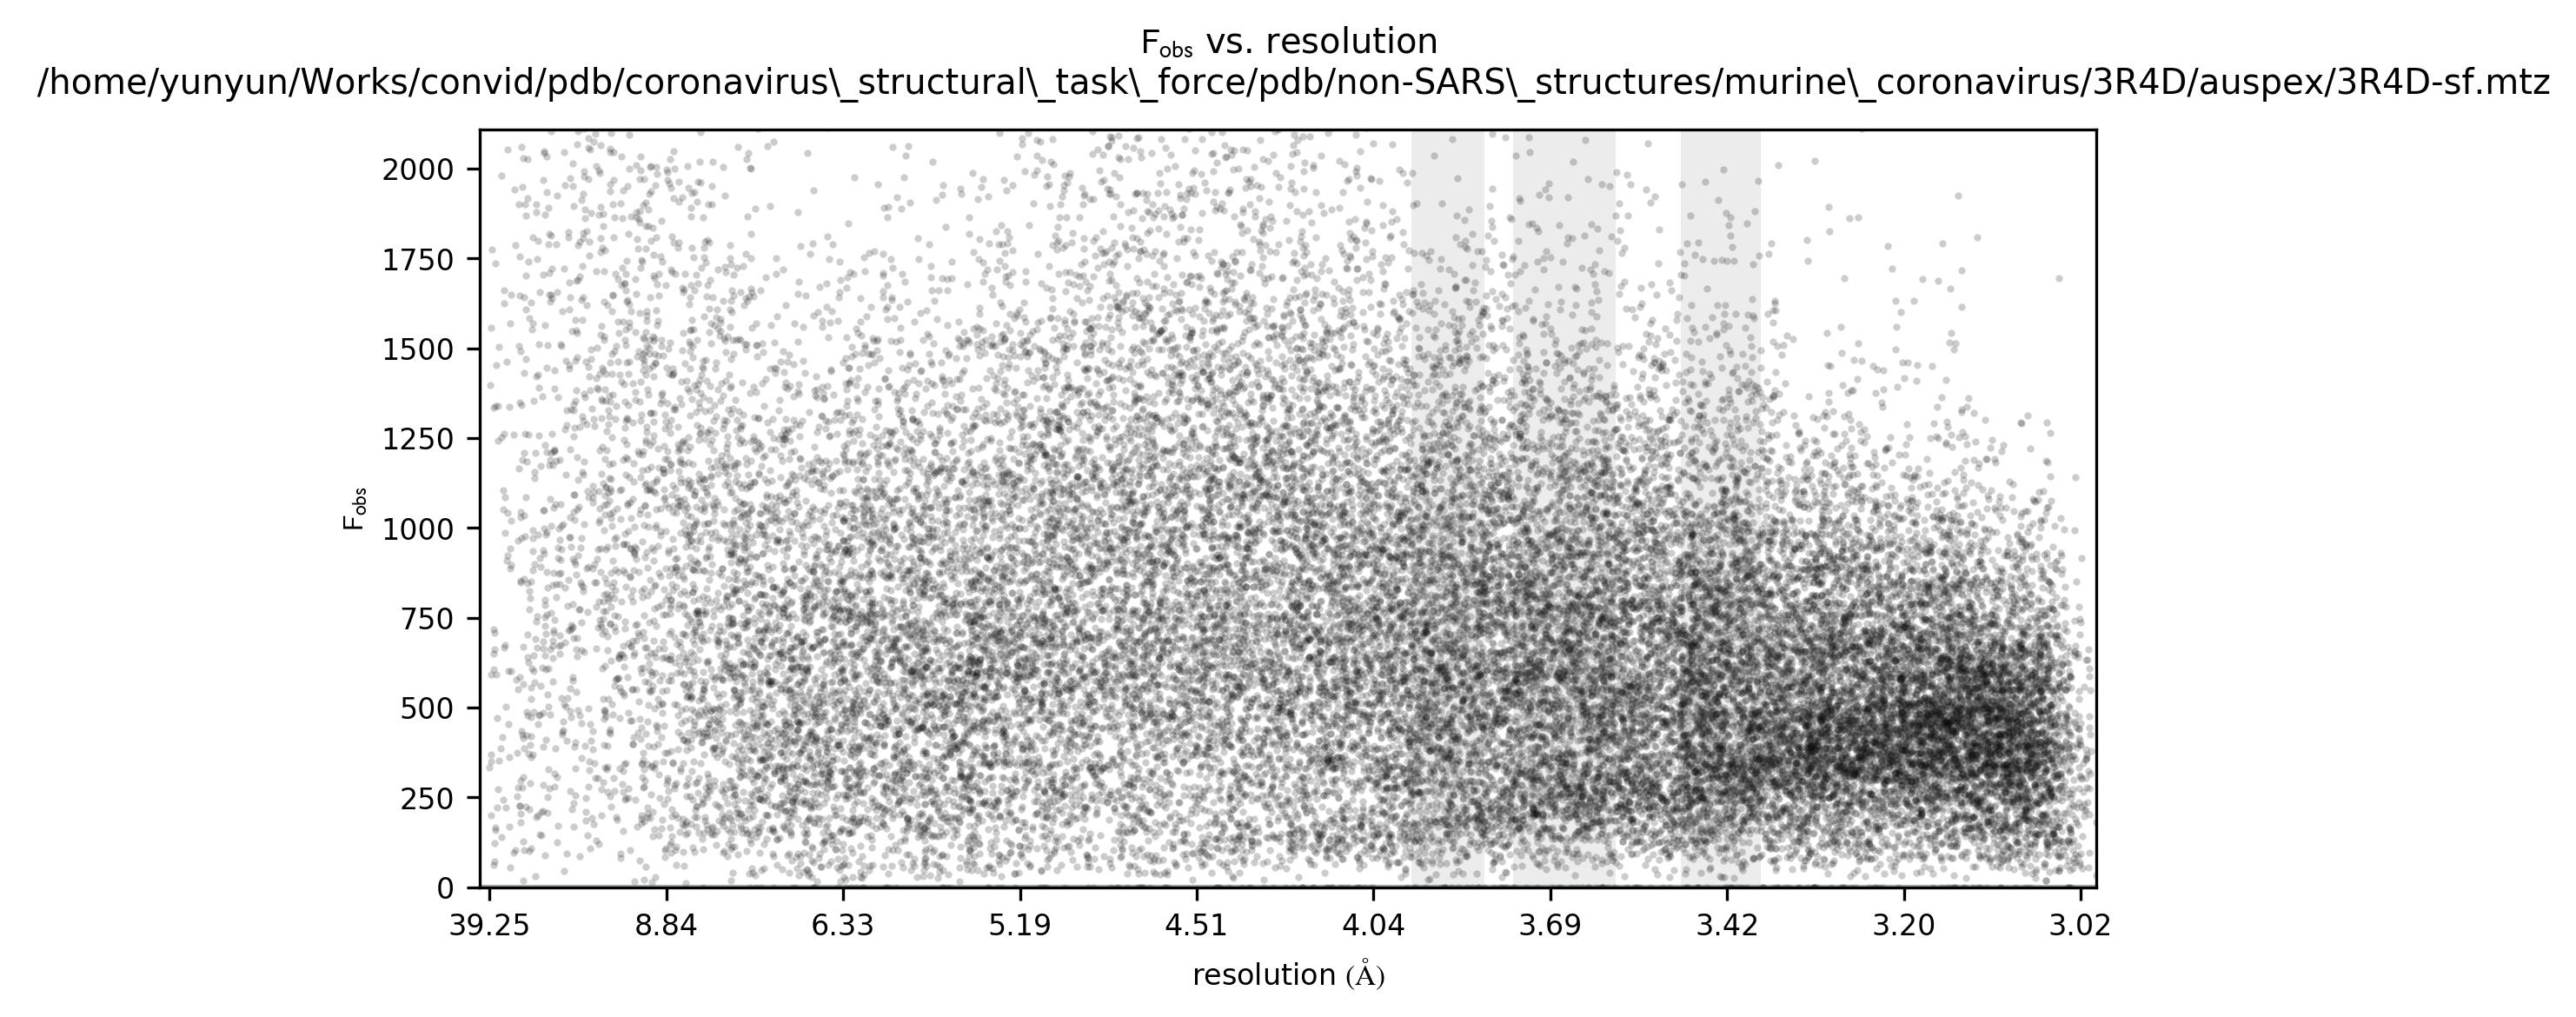 F_obs vs. resolution
/home/yunyun/Works/convid/pdb/coronavirus\_structural\_task\_force/pdb/non-SARS\_structures/murine\_coronavirus/3R4D/auspex/3R4D-sf.mtz
2000
1750
1500
1250
F_obs
1000
750
500
250
0
39.25 8.84 6.33 5.19 4.51 4.04 3.69 3.42 3.20 3.02
resolution (Å)